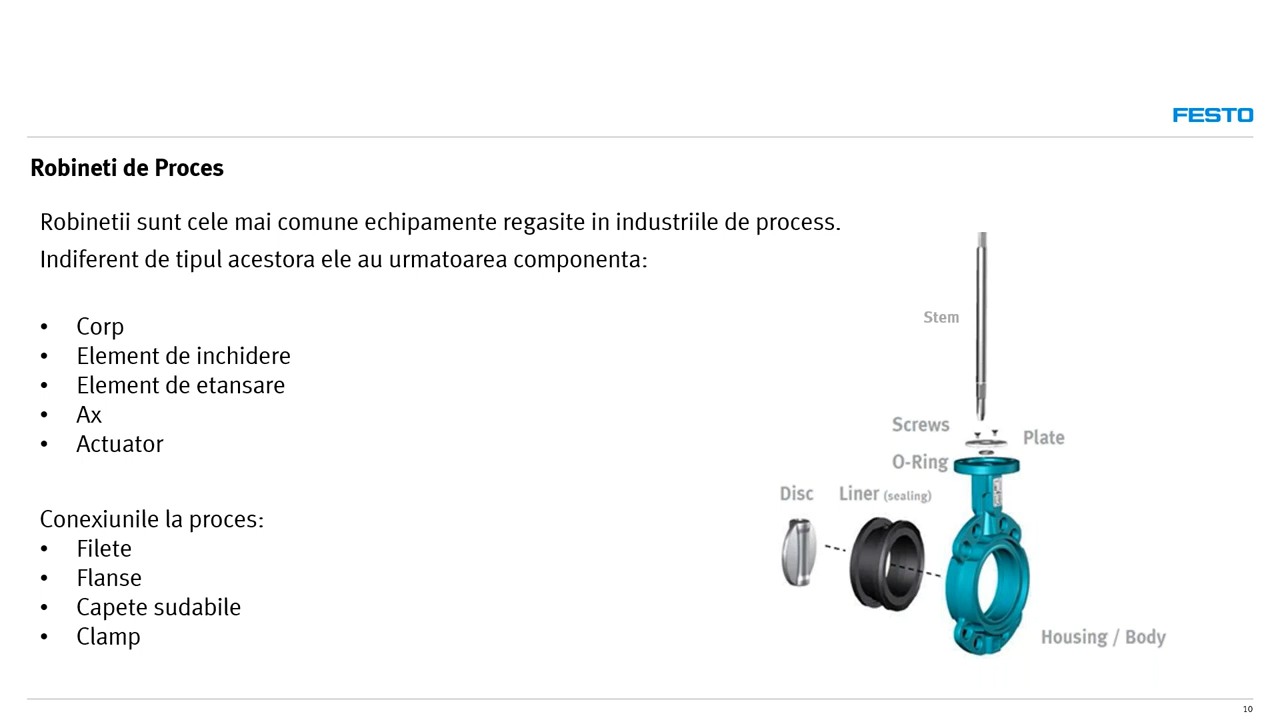 FESTO
Robineti de Proces
Robinetii sunt cele mai comune echipamente regasite in industriile de process.
Indiferent de tipul acestora ele au urmatoarea componenta:
• Corp
• Element de inchidere
• Element de etansare
• Ax
• Actuator
Conexiunile la proces:
• Filete
• Flanse
• Capete sudabile
• Clamp
Stem
Screws
Plate
O-Ring
Disc
Liner (sealing)
Housing / Body
10